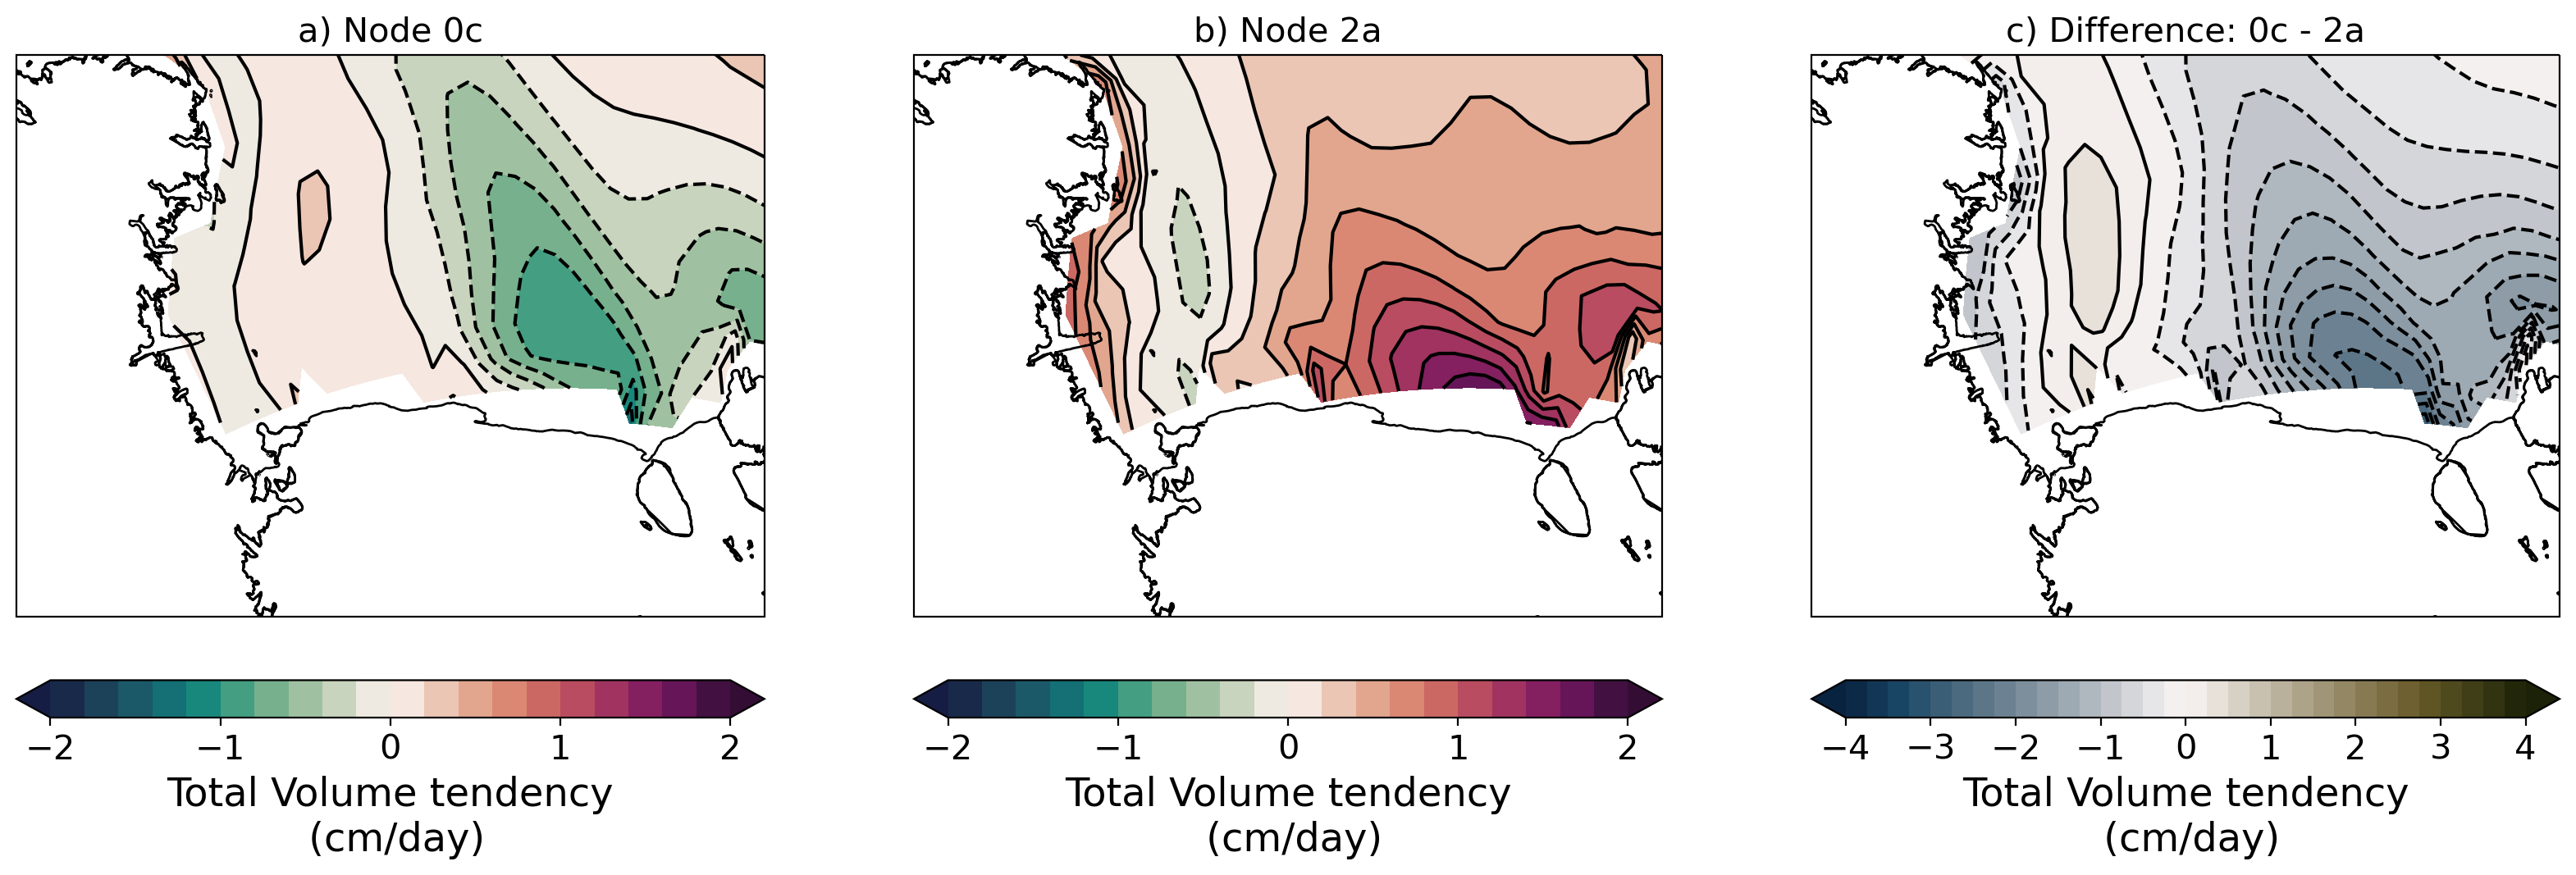 a) Node 0c
b) Node 2a
c) Difference: 0c - 2a
−2 −1 0 1 2
−2 −1 0 1 2
−4 −3 −2 −1 0 1 2 3 4
Total Volume tendency
(cm/day)
Total Volume tendency
(cm/day)
Total Volume tendency
(cm/day)